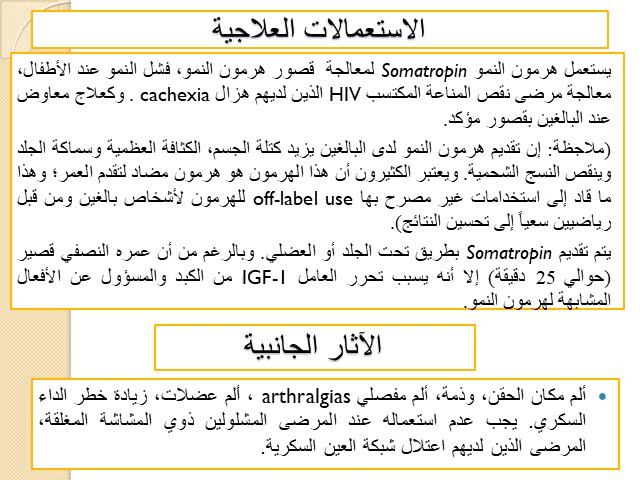 الاستعمالات العلاجية
يستعمل هرمون النمو Somatropin لمعالجة قصور هرمون النمو، فشل النمو عند الأطفال،
معالجة مرضى نقص المناعة المكتسب HIV الذين لديهم هزال cachexia . وكعلاج معاوض
عند البالغين بقصور مؤكد.
(ملاحظة: إن تقديم هرمون النمو لدى البالغين يزيد كتلة الجسم، الكثافة العظمية وسماكة الجلد
وينقص النسج الشحمية. ويعتبر الكثيرون أن هذا الهرمون هو هرمون مضاد لتقدم العمر؛ وهذا
ما قاد إلى استخدامات غير مصرح بها off-label use للهرمون لأشخاص بالغين ومن قبل
رياضيين سعياً إلى تحسين النتائج).
يتم تقديم Somatropin بطريق تحت الجلد أو العضلي. وبالرغم من أن عمره النصفي قصير
(حوالي 25 دقيقة) إلا أنه يسبب تحرر العامل IGF-1 من الكبد والمسؤول عن الأفعال
المشابهة لهرمون النمو.
الآثار الجانبية
• ألم مكان الحقن، وذمة، ألم مفصلي arthralgias ، ألم عضلات، زيادة خطر الداء
السكري. يجب عدم استعماله عند المرضى المشلولين ذوي المشاشة المغلقة،
المرضى الذين لديهم اعتلال شبكة العين السكرية.